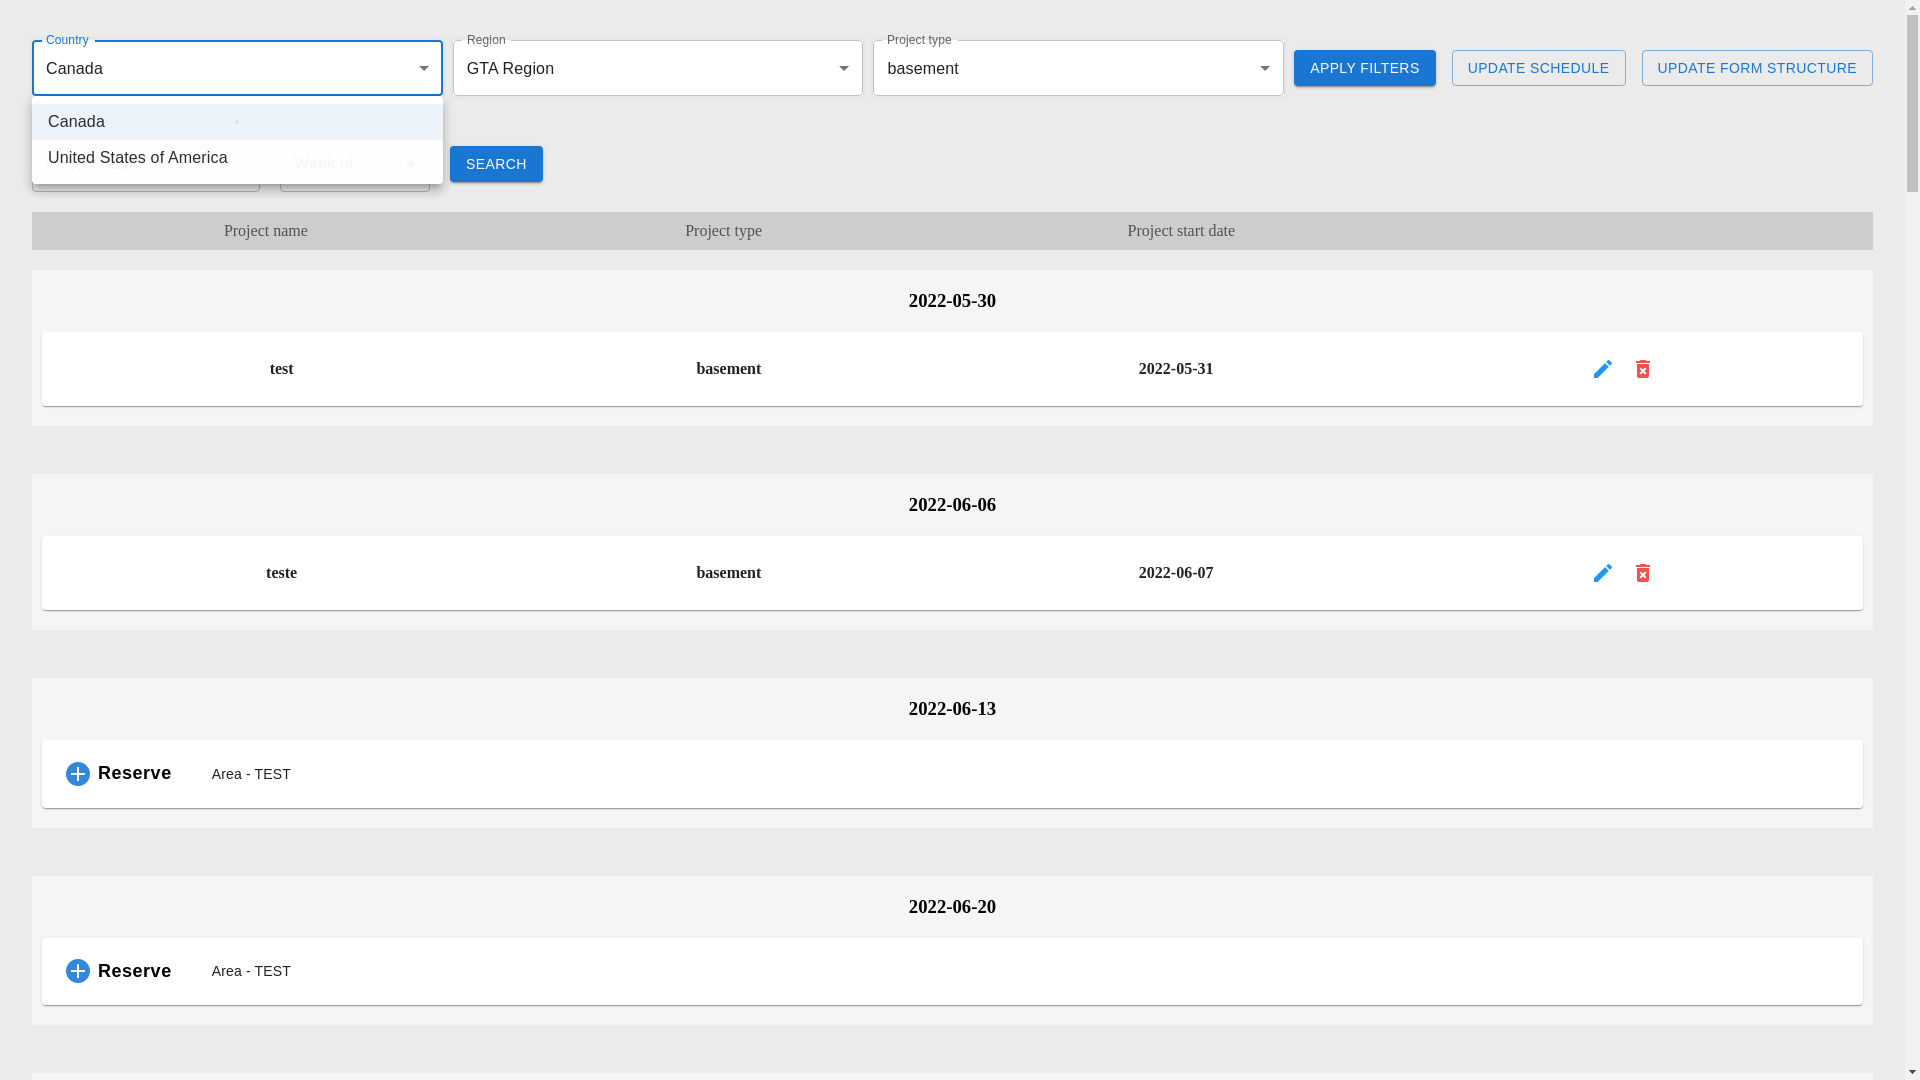 Country
Region
Project type
Canada
GTA Region
basement
APPLY FILTERS
UPDATE SCHEDULE
UPDATE FORM STRUCTURE
Canada
United States of America
Week of
SEARCH
Project name
Project type
Project start date
2022-05-30
test
basement
2022-05-31
2022-06-06
teste
basement
2022-06-07
2022-06-13
Reserve
Area - TEST
2022-06-20
Reserve
Area - TEST